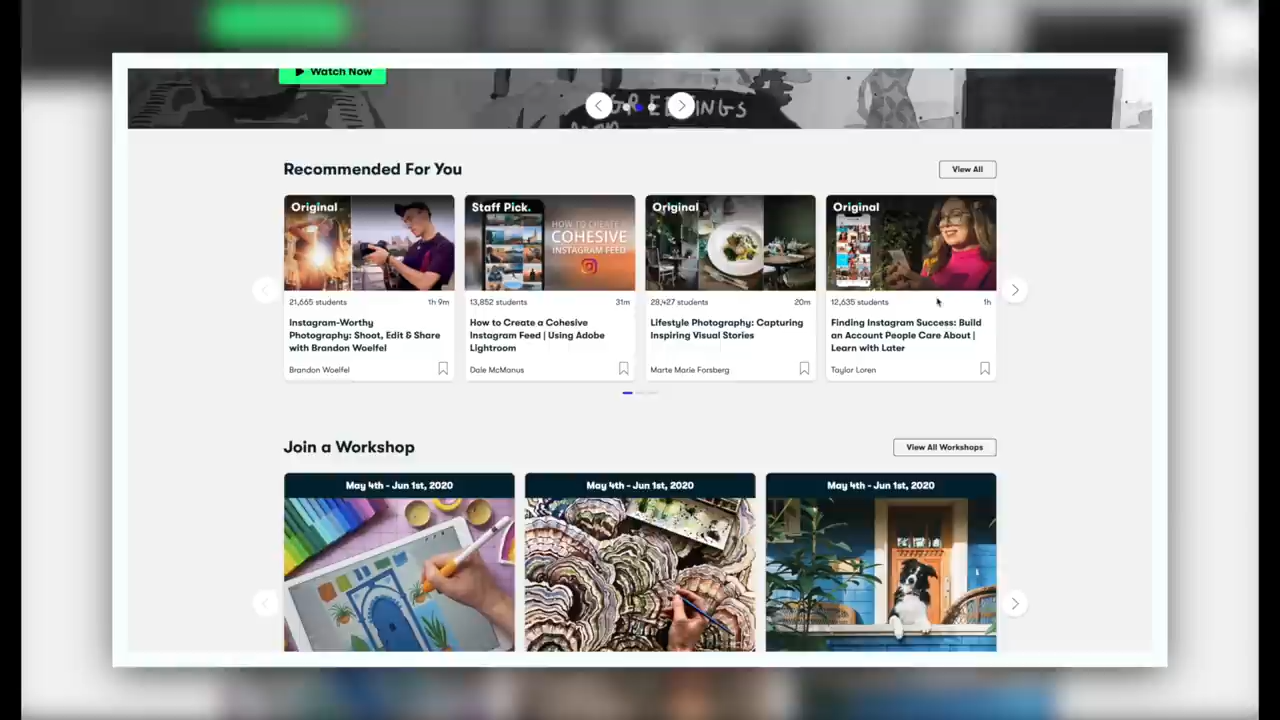 Watch Now
GREETINGS
Recommended For You
View All
Original
Staff Pick.
HOW TO CREATE
COHESIVE
INSTAGRAM FEED
Original
Original
21,665 students
1h 9m
13,852 students
31m
28,427 students
20m
12,635 students
1h
Instagram-Worthy
Photography: Shoot, Edit & Share
with Brandon Woelfel
How to Create a Cohesive
Instagram Feed | Using Adobe
Lightroom
Lifestyle Photography: Capturing
Inspiring Visual Stories
Finding Instagram Success: Build
an Account People Care About |
Learn with Later
Brandon Woelfel
Dale McManus
Marte Marie Forsberg
Taylor Loren
Join a Workshop
View All Workshops
May 4th - Jun 1st, 2020
May 4th - Jun 1st, 2020
May 4th - Jun 1st, 2020